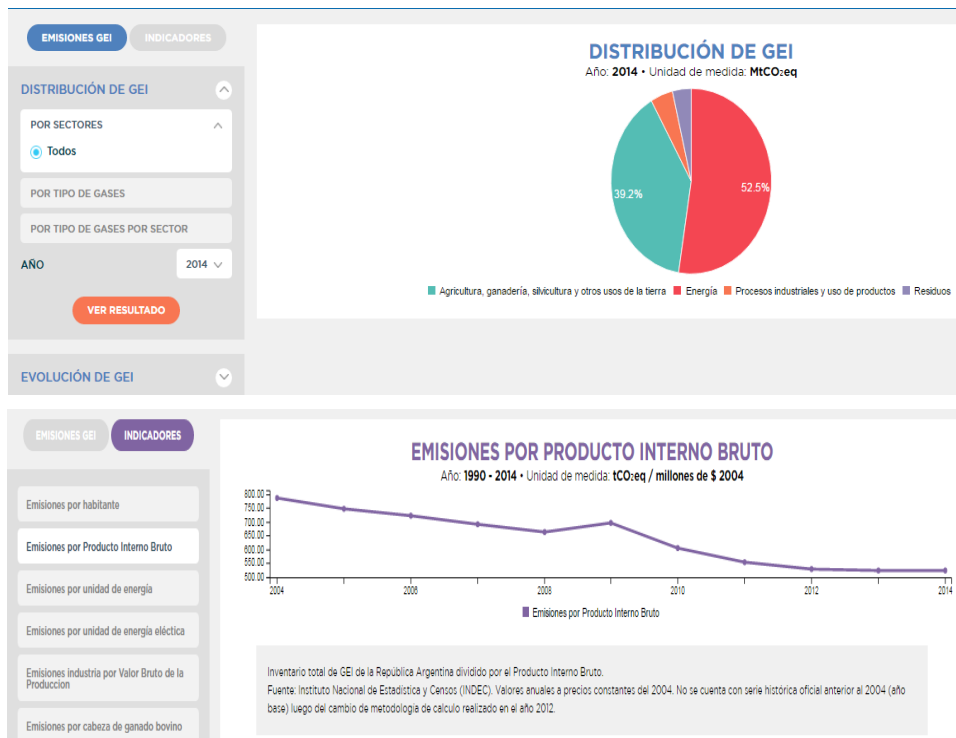 EMISIONES GEI
INDICADORES
DISTRIBUCIÓN DE GEI
POR SECTORES
Todos
POR TIPO DE GASES
POR TIPO DE GASES POR SECTOR
AÑO
2014
VER RESULTADO
EVOLUCIÓN DE GEI
DISTRIBUCIÓN DE GEI
Año: 2014 • Unidad de medida: MtCO₂eq
39.2%
52.5%
Agricultura, ganadería, silvicultura y otros usos de la tierra Energía Procesos industriales y uso de productos Residuos
EMISIONES GEI
INDICADORES
Emisiones por habitante
Emisiones por Producto Interno Bruto
Emisiones por unidad de energía
Emisiones por unidad de energía eléctica
Emisiones industria por Valor Bruto de la
Produccion
Emisiones por cabeza de ganado bovino
EMISIONES POR PRODUCTO INTERNO BRUTO
Año: 1990 - 2014 • Unidad de medida: tCO₂eq / millones de $ 2004
800.00
750.00
700.00
650.00
600.00
550.00
500.00
2004 2006 2008 2010 2012 2014
Emisiones por Producto Interno Bruto
Inventario total de GEI de la República Argentina dividido por el Producto Interno Bruto.
Fuente: Instituto Nacional de Estadística y Censos (INDEC). Valores anuales a precios constantes del 2004. No se cuenta con serie histórica oficial anterior al 2004 (año
base) luego del cambio de metodología de calculo realizado en el año 2012.